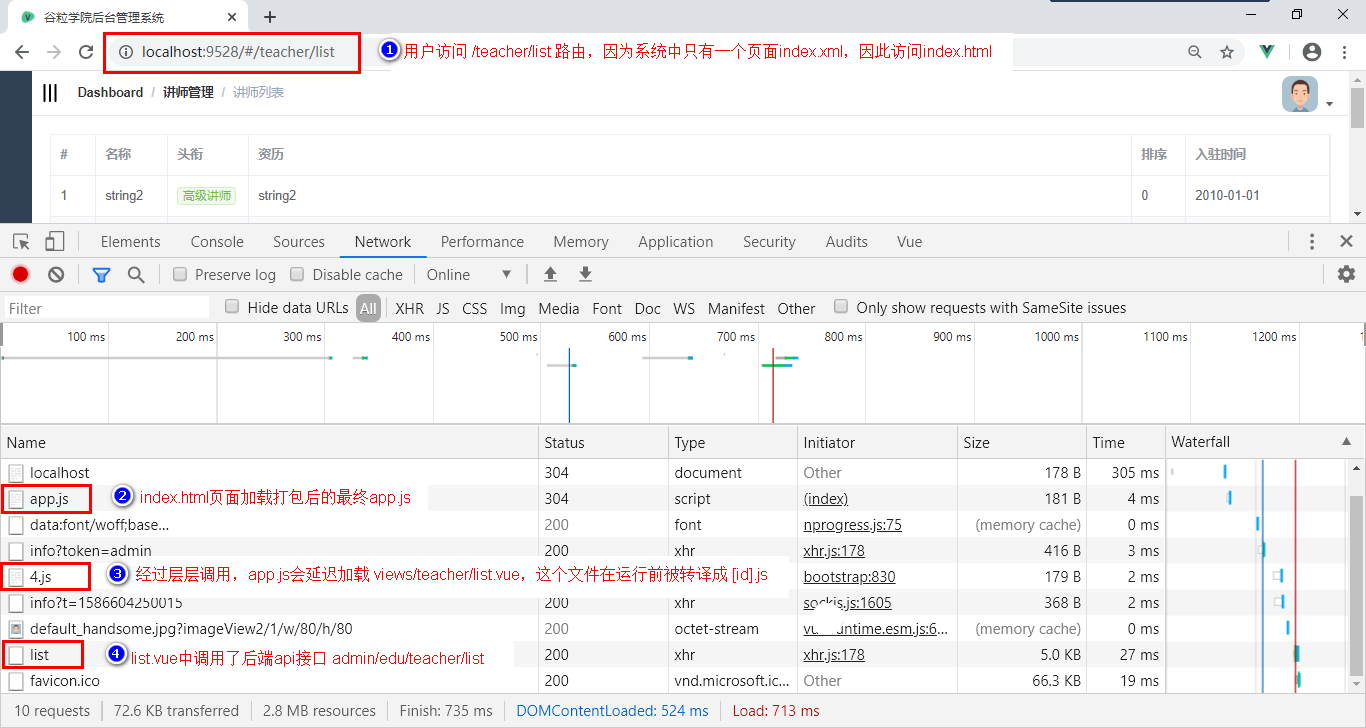 谷粒学院后台管理系统
localhost:9528/#/teacher/list
1 用户访问 /teacher/list 路由，因为系统中只有一个页面index.xml，因此访问index.html
Dashboard / 讲师管理 / 讲师列表
# 名称 头衔 资历 排序 入驻时间
1 string2 高级讲师 string2 0 2010-01-01
Elements Console Sources Network Performance Memory Application Security Audits Vue
Preserve log Disable cache Online
Filter Hide data URLs All XHR JS CSS Img Media Font Doc WS Manifest Other Only show requests with SameSite issues
100 ms 200 ms 300 ms 400 ms 500 ms 600 ms 700 ms 800 ms 900 ms 1000 ms 1100 ms 1200 ms
Name Status Type Initiator Size Time Waterfall
localhost 304 document Other 178 B 305 ms
app.js 2 index.html页面加载打包后的最终app.js 304 script (index) 181 B 4 ms
data:font/woff;base... 200 font nprogress.js:75 (memory cache) 0 ms
info?token=admin 200 xhr xhr.js:178 416 B 3 ms
4.js 3 经过层层调用，app.js会延迟加载 views/teacher/list.vue，这个文件在运行前被转译成 [id].js bootstrap:830 179 B 2 ms
info?t=1586604250015 200 xhr sockjs.js:1605 368 B 2 ms
default_handsome.jpg?imageView2/1/w/80/h/80 200 octet-stream (memory cache) 0 ms
list 4 list.vue中调用了后端api接口 admin/edu/teacher/list 200 xhr xhr.js:178 5.0 KB 27 ms
favicon.ico 200 vnd.microsoft.ic... Other 66.3 KB 19 ms
10 requests 72.6 KB transferred 2.8 MB resources Finish: 735 ms DOMContentLoaded: 524 ms Load: 713 ms